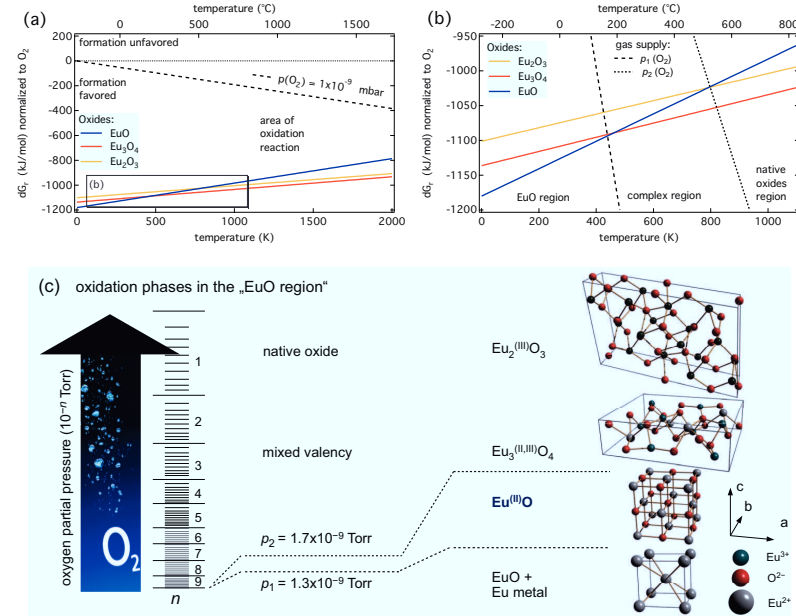 (a)
temperature (°C)
0
500
1000
1500
200
0
-200
-400
-600
-800
-1000
-1200
dGr (kJ/mol) normalized to O2
formation unfavored
formation
favored
p(O2) = 1x10⁻⁹ mbar
area of
oxidation
reaction
Oxides:
EuO
Eu3O4
Eu2O3
(b)
0
500
1000
1500
2000
temperature (K)
(b)
temperature (°C)
-200
0
200
400
600
800
-950
-1000
-1050
-1100
-1150
-1200
dGr (kJ/mol) normalized to O2
Oxides:
Eu2O3
Eu3O4
EuO
gas supply:
p1 (O2)
p2 (O2)
EuO region
complex region
native
oxides
region
0
200
400
600
800
1000
temperature (K)
(c) oxidation phases in the „EuO region“
oxygen partial pressure (10⁻ⁿ Torr)
O2
1
2
3
4
5
6
7
8
9
n
native oxide
mixed valency
p2 = 1.7x10⁻⁹ Torr
p1 = 1.3x10⁻⁹ Torr
Eu2(III)O3
Eu3(II,III)O4
Eu(II)O
EuO +
Eu metal
c
b
a
Eu³⁺
O²⁻
Eu²⁺